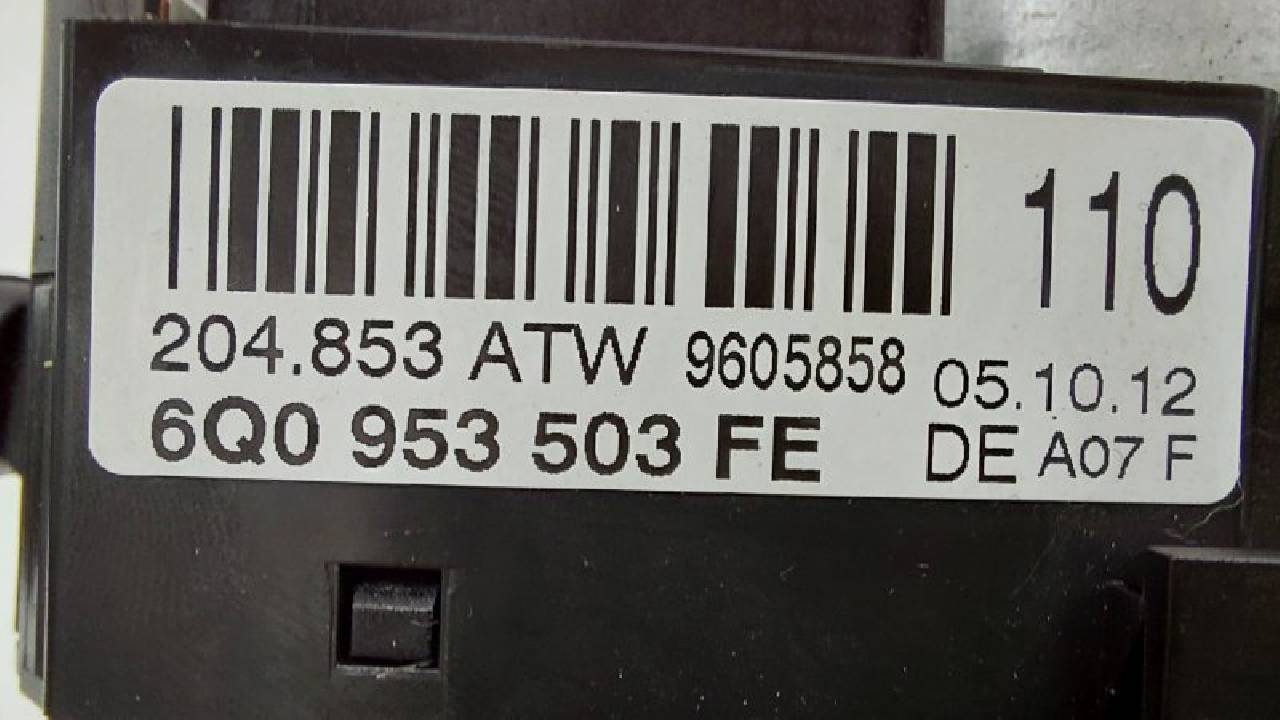 110
204.853 ATW 9605858 05.10.12
6Q0 953 503 FE DE A07 F